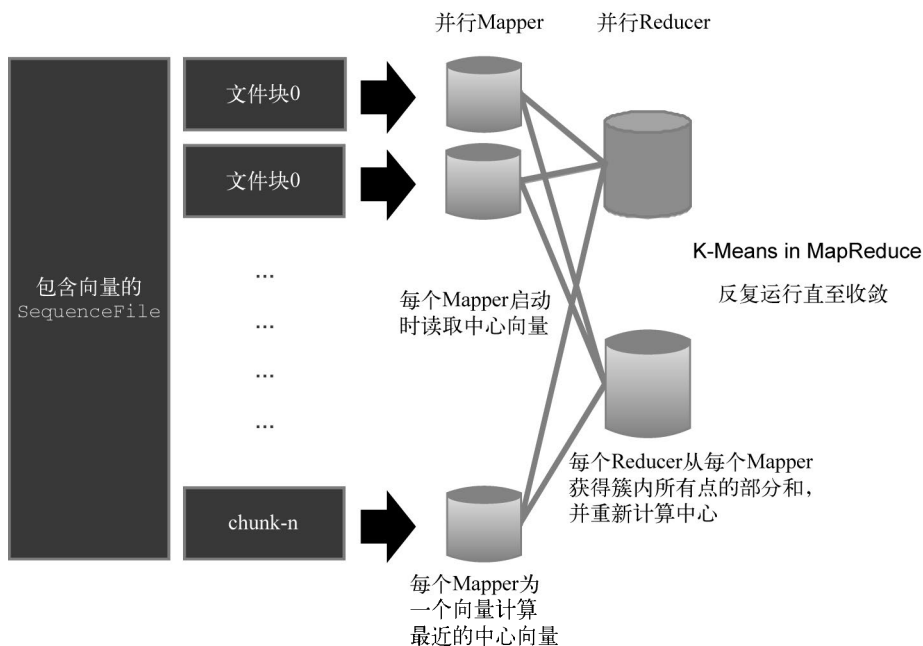 并行Mapper
并行Reducer
文件块0
文件块0
包含向量的
SequenceFile
...
...
...
...
每个Mapper启动
时读取中心向量
K-Means in MapReduce
反复运行直至收敛
每个Reducer从每个Mapper
获得簇内所有点的部分和，
并重新计算中心
chunk-n
每个Mapper为
一个向量计算
最近的中心向量